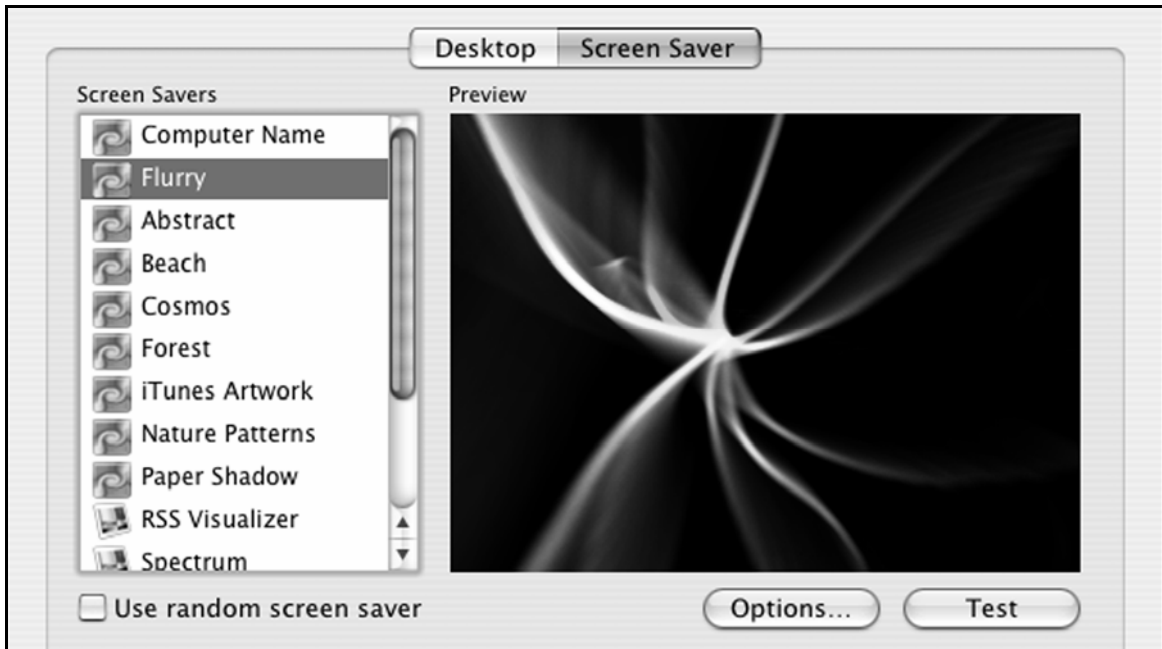 Desktop
Screen Saver
Screen Savers
Preview
Computer Name
Flurry
Abstract
Beach
Cosmos
Forest
iTunes Artwork
Nature Patterns
Paper Shadow
RSS Visualizer
Spectrum
Use random screen saver
Options...
Test